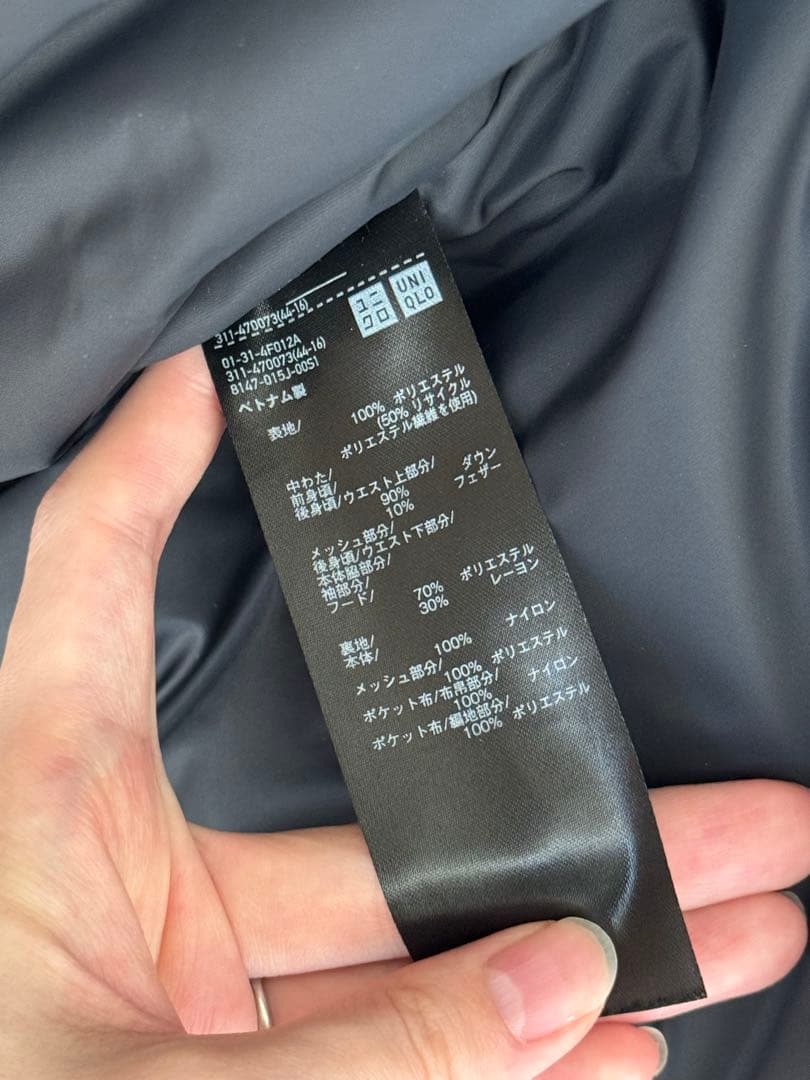 ユニ
クロ
UNI
QLO
311-470073(44-16)
01-31-4F012A
311-470073(44-16)
8147-015J-00S1
ベトナム製
表地/ 100% ポリエステル
(50% リサイクル
ポリエステル繊維を使用)
中わた/
前身頃/
後身頃/ウエスト上部分/
90% ダウン
10% フェザー
メッシュ部分/
後身頃/ウエスト下部分/
本体脇部分/
袖部分/
フード/ 70% ポリエステル
30% レーヨン
裏地/
本体/ 100% ナイロン
メッシュ部分/
100% ポリエステル
ポケット布/布帛部分/
100% ナイロン
ポケット布/編地部分/
100% ポリエステル